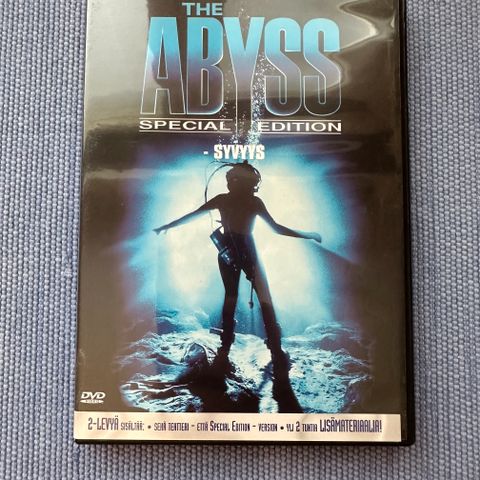 THE
ABYSS
SPECIAL EDITION
- SYVYYS
DVD
VIDEO
2-LEVYÄ SISÄLTÄÄ: • SEKÄ TEATTERI - ETTÄ SPECIAL EDITION - VERSION • YLI 2 TUNTIA LISÄMATERIAALIA!